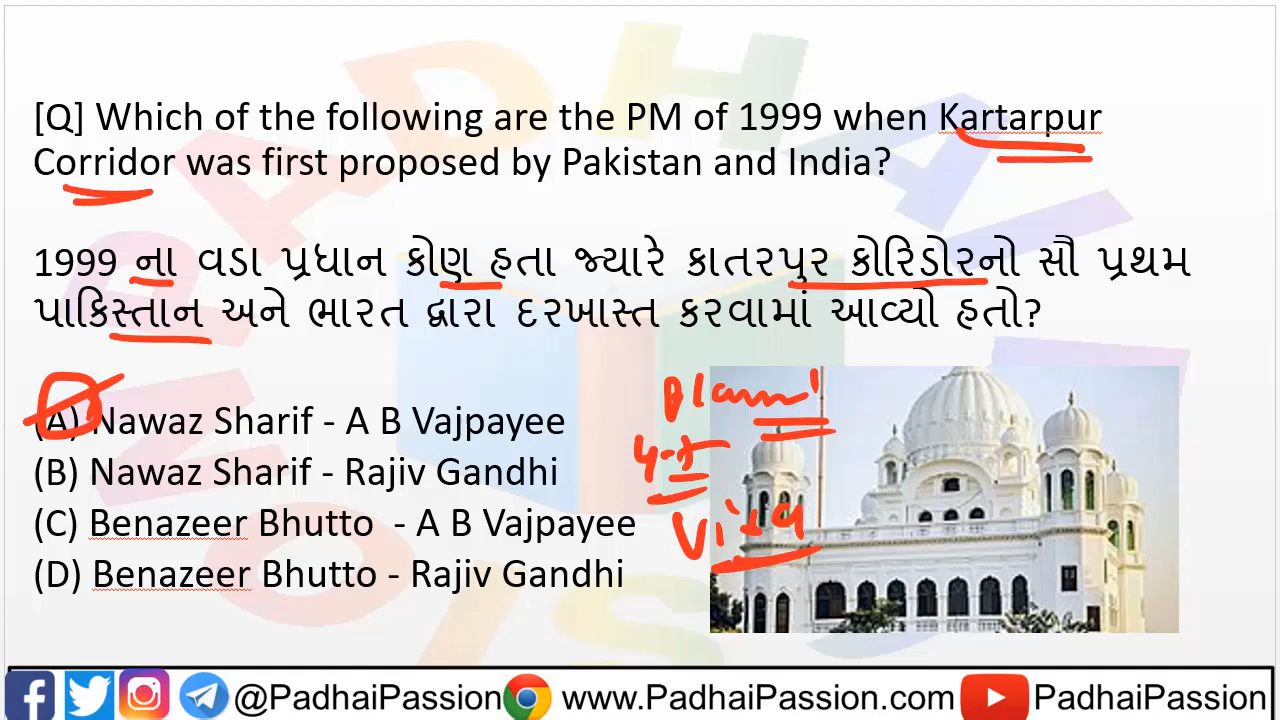 [Q] Which of the following are the PM of 1999 when Kartarpur
Corridor was first proposed by Pakistan and India?
1999 ના વડા પ્રધાન કોણ હતા જ્યારે કાતરપુર કોરિડોરનો સૌ પ્રથમ
પાકિસ્તાન અને ભારત દ્વારા દરખાસ્ત કરવામાં આવ્યો હતો?
(A) Nawaz Sharif - A B Vajpayee
(B) Nawaz Sharif - Rajiv Gandhi
(C) Benazeer Bhutto - A B Vajpayee
(D) Benazeer Bhutto - Rajiv Gandhi
Visa
@PadhaiPassion www.PadhaiPassion.com PadhaiPassion